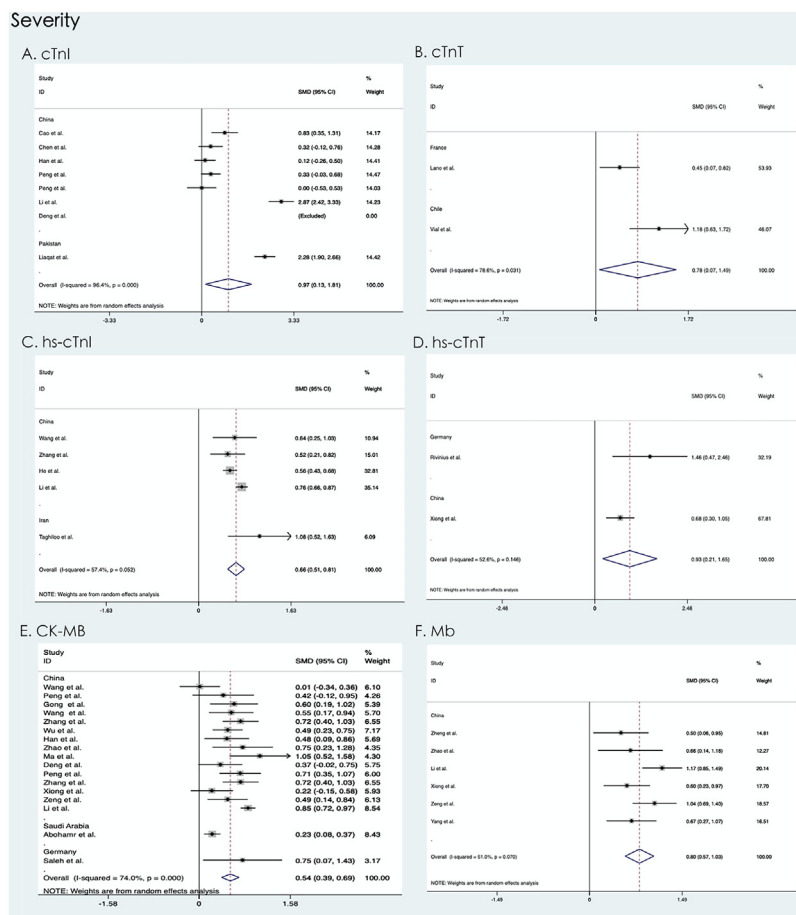 Severity
A. cTnI
Study %
ID SMD (95% CI) Weight
China
Cao et al. 0.83 (0.35, 1.31) 14.17
Chen et al. 0.32 (-0.12, 0.76) 14.28
Han et al. 0.12 (-0.26, 0.50) 14.41
Peng et al. 0.33 (-0.03, 0.68) 14.47
Peng et al. 0.00 (-0.53, 0.53) 14.03
Li et al. 2.87 (2.42, 3.33) 14.23
Deng et al. (Excluded) 0.00
.
Pakistan
Liaqat et al. 2.28 (1.90, 2.66) 14.42
.
Overall (I-squared = 96.4%, p = 0.000) 0.97 (0.13, 1.81) 100.00
NOTE: Weights are from random effects analysis
-3.33 0 3.33
B. cTnT
Study %
ID SMD (95% CI) Weight
France
Lano et al. 0.45 (0.07, 0.82) 53.93
.
Chile
Vial et al. 1.18 (0.63, 1.72) 46.07
.
Overall (I-squared = 78.6%, p = 0.031) 0.78 (0.07, 1.49) 100.00
NOTE: Weights are from random effects analysis
-1.72 0 1.72
C. hs-cTnI
Study %
ID SMD (95% CI) Weight
China
Wang et al. 0.64 (0.25, 1.03) 10.94
Zhang et al. 0.52 (0.21, 0.82) 15.01
He et al. 0.56 (0.43, 0.68) 32.81
Li et al. 0.76 (0.66, 0.87) 35.14
.
Iran
Taghiloo et al. 1.08 (0.52, 1.63) 6.09
.
Overall (I-squared = 57.4%, p = 0.052) 0.66 (0.51, 0.81) 100.00
NOTE: Weights are from random effects analysis
-1.63 0 1.63
D. hs-cTnT
Study %
ID SMD (95% CI) Weight
Germany
Rivinius et al. 1.46 (0.47, 2.46) 32.19
.
China
Xiong et al. 0.68 (0.30, 1.05) 67.81
.
Overall (I-squared = 52.6%, p = 0.146) 0.93 (0.21, 1.65) 100.00
NOTE: Weights are from random effects analysis
-2.46 0 2.46
E. CK-MB
Study %
ID SMD (95% CI) Weight
China
Wang et al. 0.01 (-0.34, 0.36) 6.10
Peng et al. 0.42 (-0.12, 0.95) 4.26
Gong et al. 0.60 (0.19, 1.02) 5.39
Wang et al. 0.55 (0.17, 0.94) 5.70
Zhang et al. 0.72 (0.40, 1.03) 6.55
Wu et al. 0.49 (0.23, 0.75) 7.17
Han et al. 0.48 (0.09, 0.86) 5.69
Zhao et al. 0.75 (0.23, 1.28) 4.35
Ma et al. 1.05 (0.52, 1.58) 4.30
Deng et al. 0.37 (-0.02, 0.75) 5.75
Peng et al. 0.71 (0.35, 1.07) 6.00
Zhang et al. 0.72 (0.40, 1.03) 6.55
Xiong et al. 0.22 (-0.15, 0.58) 5.93
Zeng et al. 0.49 (0.14, 0.84) 6.13
Li et al. 0.85 (0.72, 0.97) 8.54
.
Saudi Arabia
Abohamr et al. 0.23 (0.08, 0.37) 8.43
.
Germany
Saleh et al. 0.75 (0.07, 1.43) 3.17
.
Overall (I-squared = 74.0%, p = 0.000) 0.54 (0.39, 0.69) 100.00
NOTE: Weights are from random effects analysis
-1.58 0 1.58
F. Mb
Study %
ID SMD (95% CI) Weight
China
Zheng et al. 0.50 (0.06, 0.95) 14.81
Zhao et al. 0.66 (0.14, 1.18) 12.27
Li et al. 1.17 (0.85, 1.49) 20.14
Xiong et al. 0.60 (0.23, 0.97) 17.70
Zeng et al. 1.04 (0.69, 1.40) 18.57
Yang et al. 0.67 (0.27, 1.07) 16.51
.
Overall (I-squared = 51.0%, p = 0.070) 0.80 (0.57, 1.03) 100.00
NOTE: Weights are from random effects analysis
-1.49 0 1.49